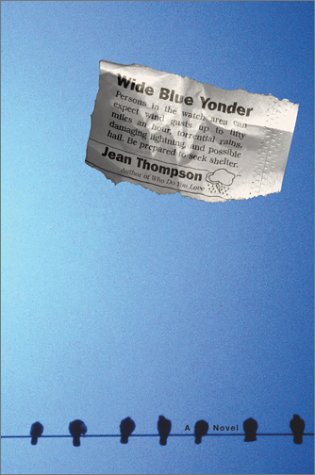 Wide Blue Yonder
Persons in the watch area can
expect wind gusts up to fifty
miles an hour, torrential rains,
damaging lightning, and possible
hail. Be prepared to seek shelter.
Jean Thompson
Author of Who Do You Love
A Novel